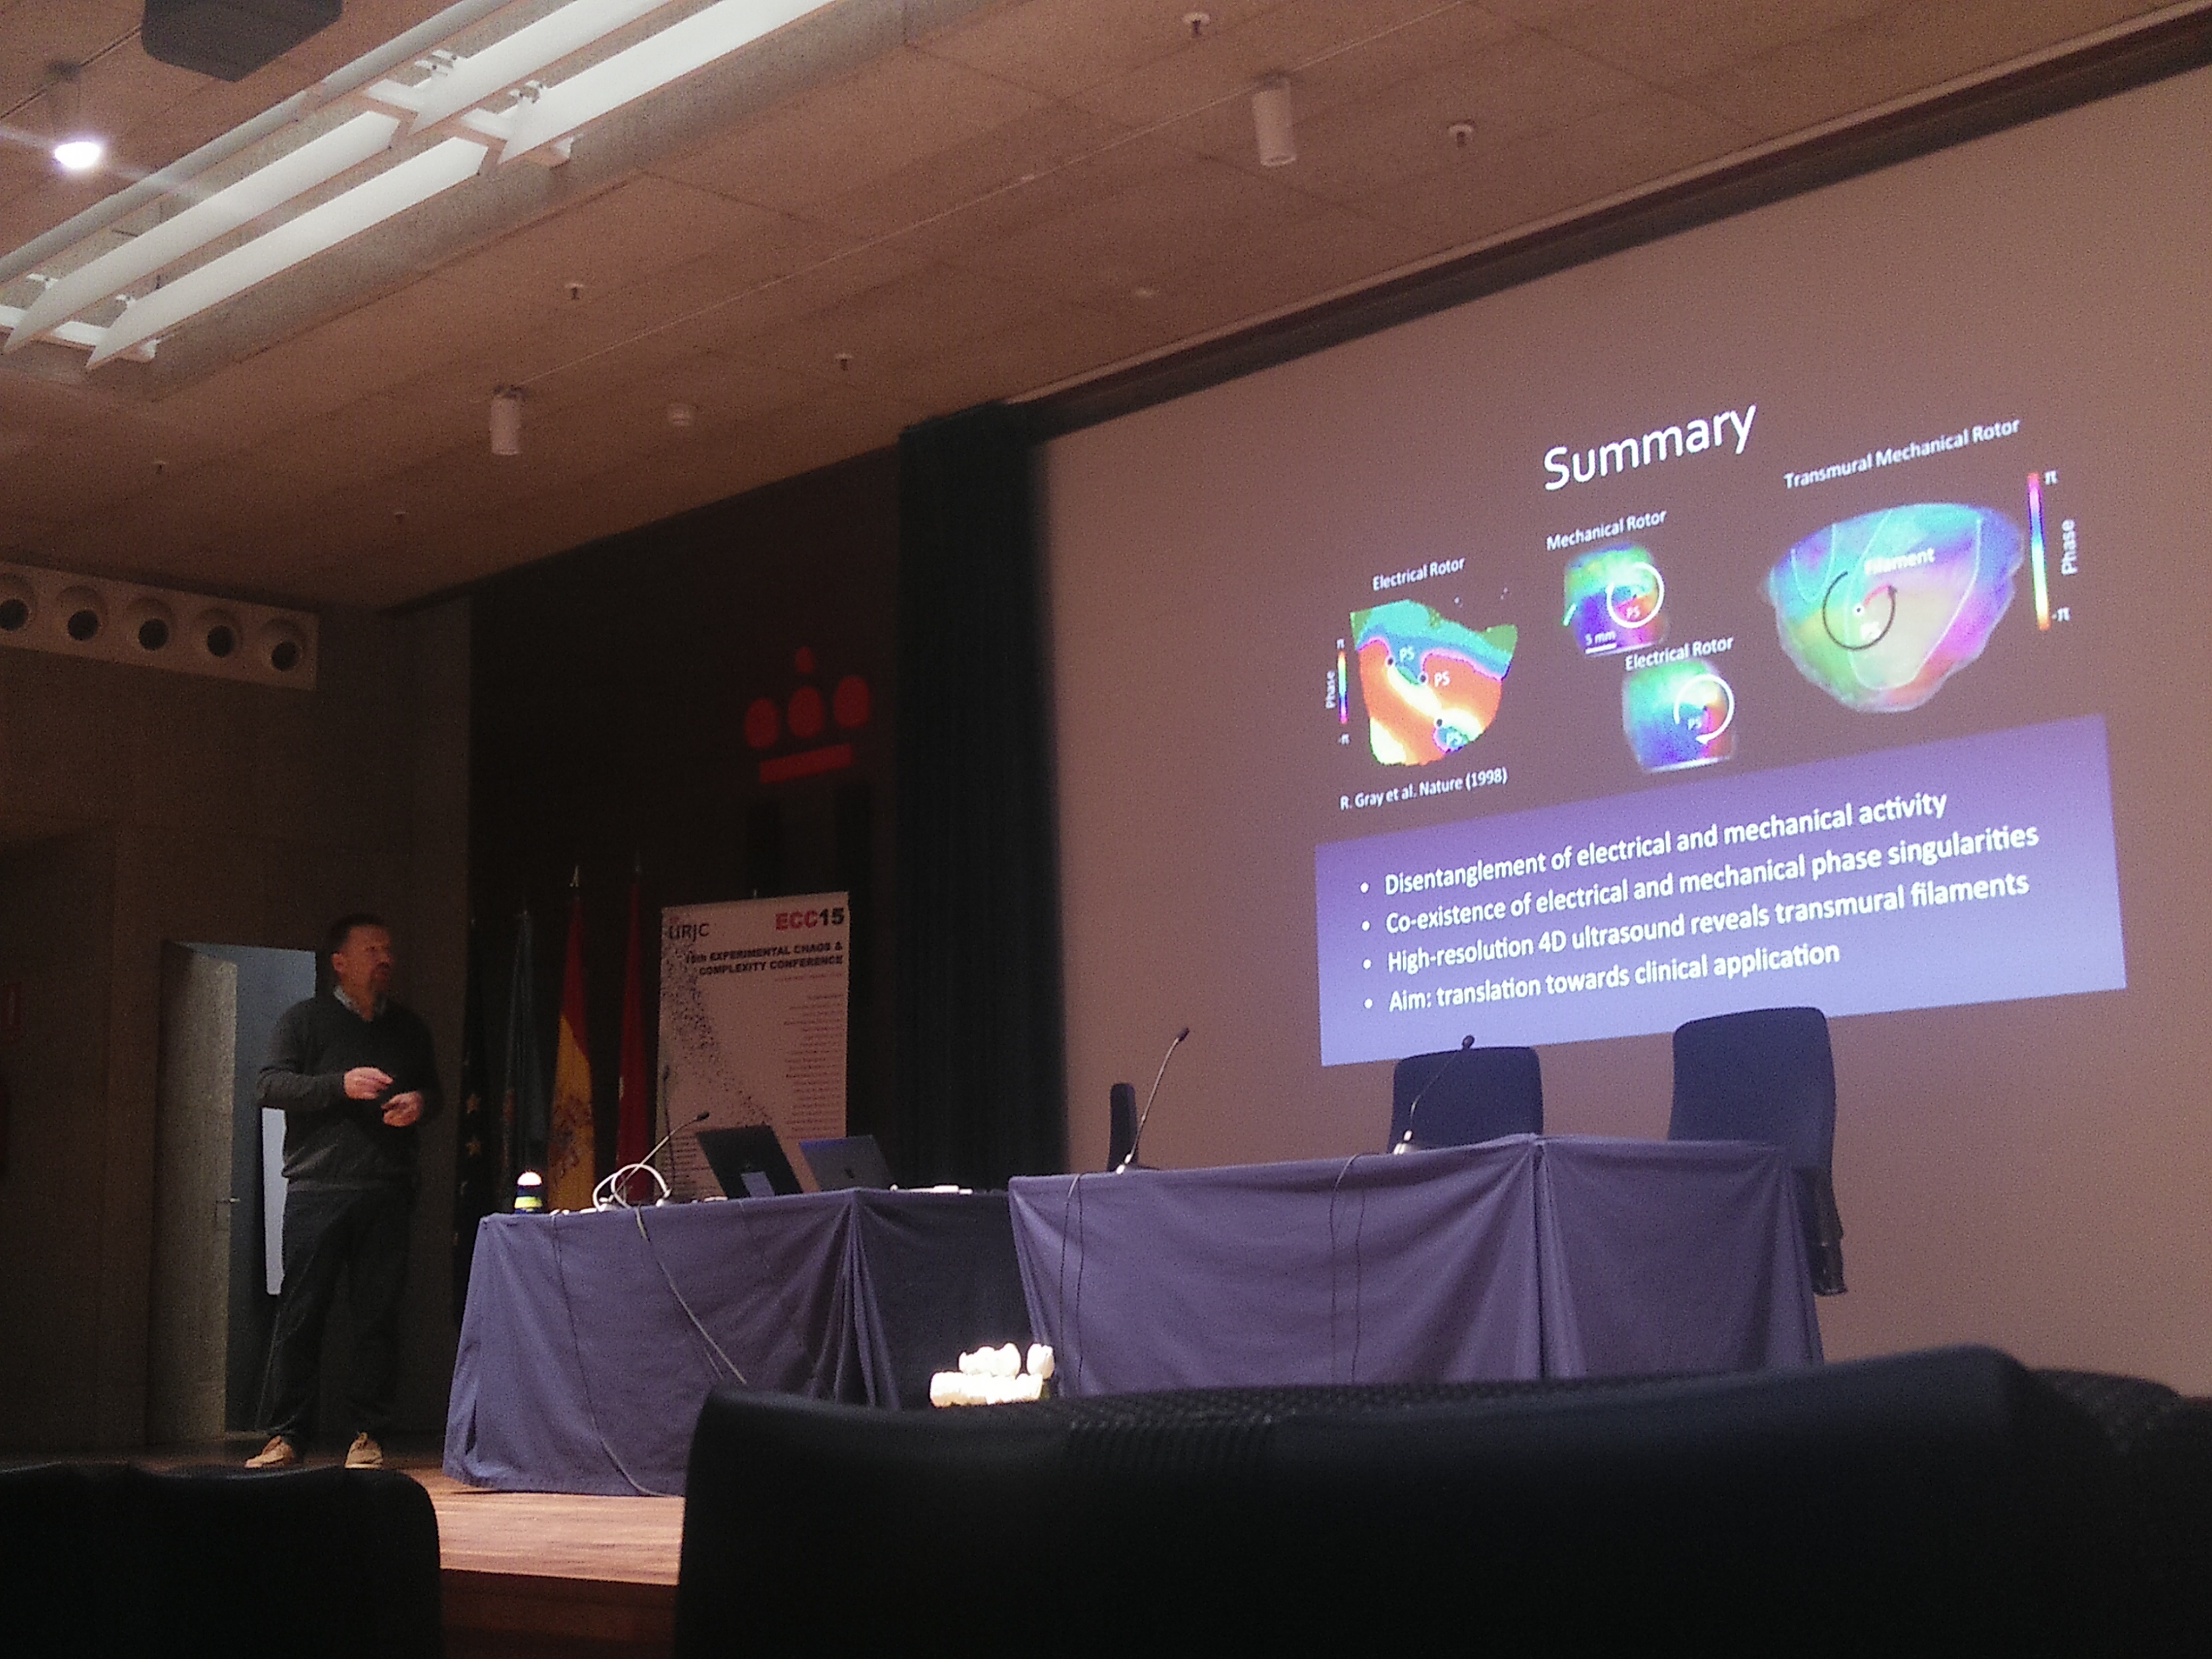 Summary
Transmural Mechanical Rotor
Mechanical Rotor
Electrical Rotor
π
Phase
-π
Filament
PS
5 mm
Electrical Rotor
PS
π
Phase
-π
PS
PS
R. Gray et al. Nature (1998)
• Disentanglement of electrical and mechanical activity
• Co-existence of electrical and mechanical phase singularities
• High-resolution 4D ultrasound reveals transmural filaments
• Aim: translation towards clinical application
URJC
ECC15
15th EXPERIMENTAL CHAOS &
COMPLEXITY CONFERENCE